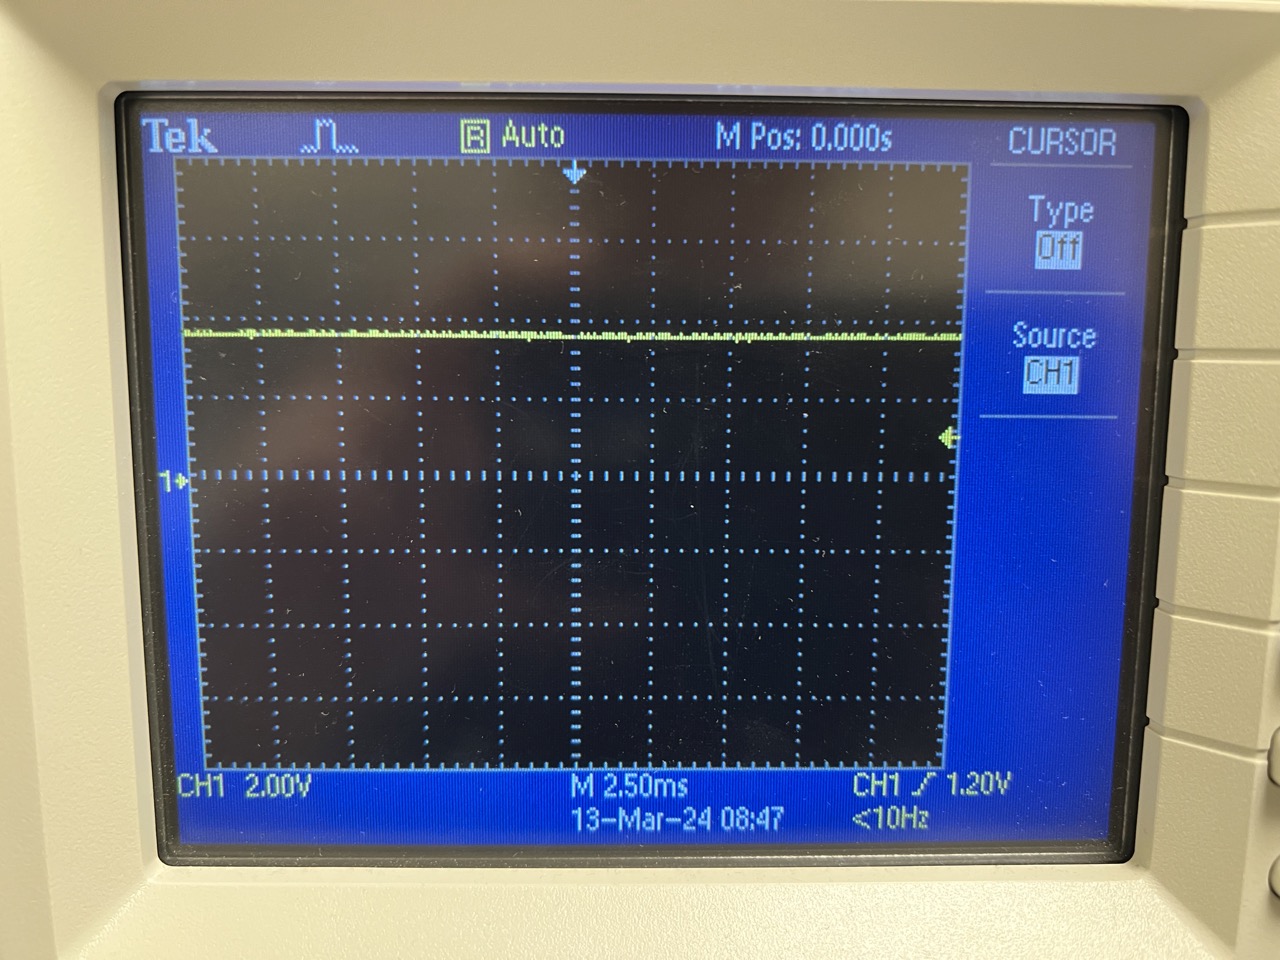 Tek R Auto M Pos: 0.000s CURSOR
Type
Off
Source
CH1
1
CH1 2.00V M 2.50ms CH1 1.20V
13-Mar-24 08:47 <10Hz